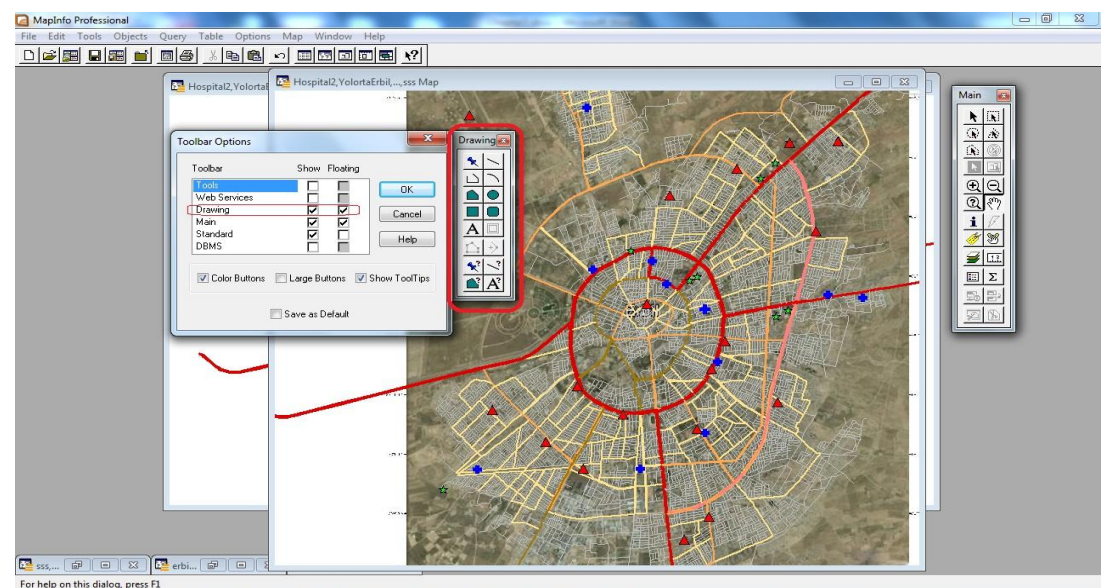 MapInfo Professional
File Edit Tools Objects Query Table Options Map Window Help
Hospital2,YolortaE
Hospital2,YolortaErbil,...,sss Map
Main
Toolbar Options
Drawing
Toolbar Show Floating
Tools
Web Services
Drawing
Main
Standard
DBMS
OK
Cancel
Help
Color Buttons Large Buttons Show ToolTips
Save as Default
sss,...
erbi...
For help on this dialog, press F1